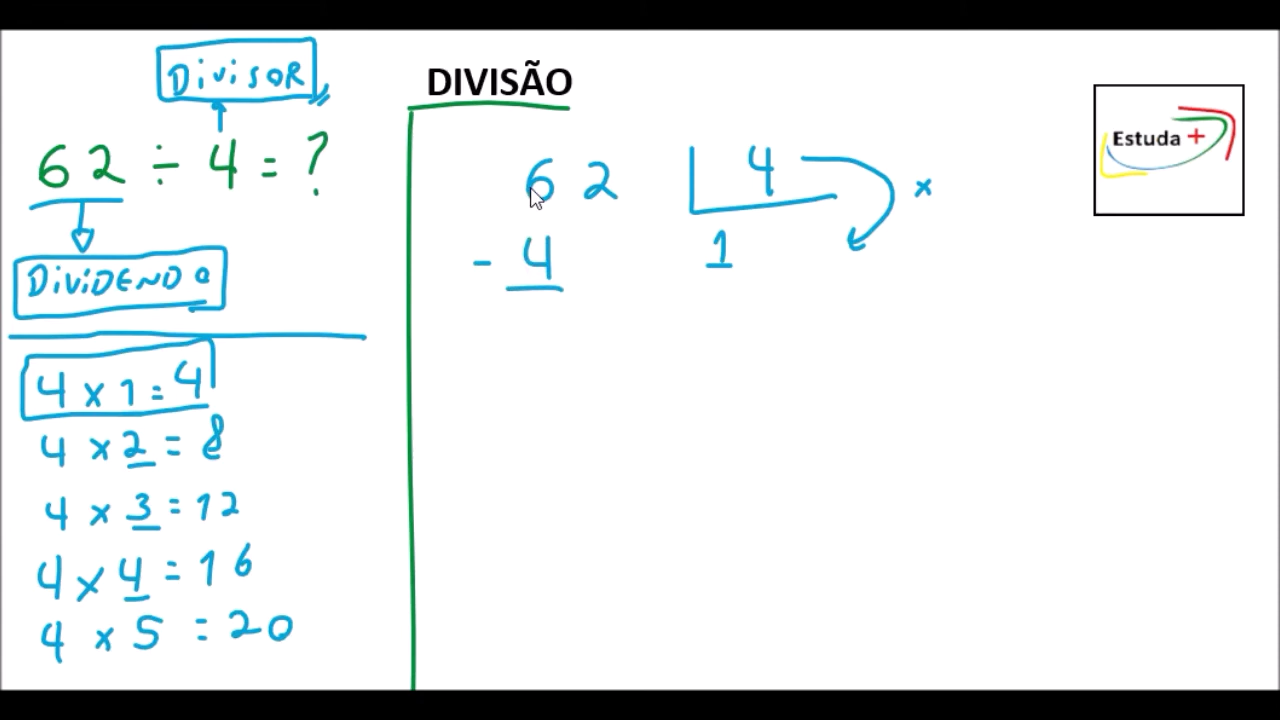 DIVISOR
62 ÷ 4 = ?
DIVIDENDO
4 x 1 = 4
4 x 2 = 8
4 x 3 = 12
4 x 4 = 16
4 x 5 = 20
DIVISÃO
62 4 x
- 4 1
Estuda +